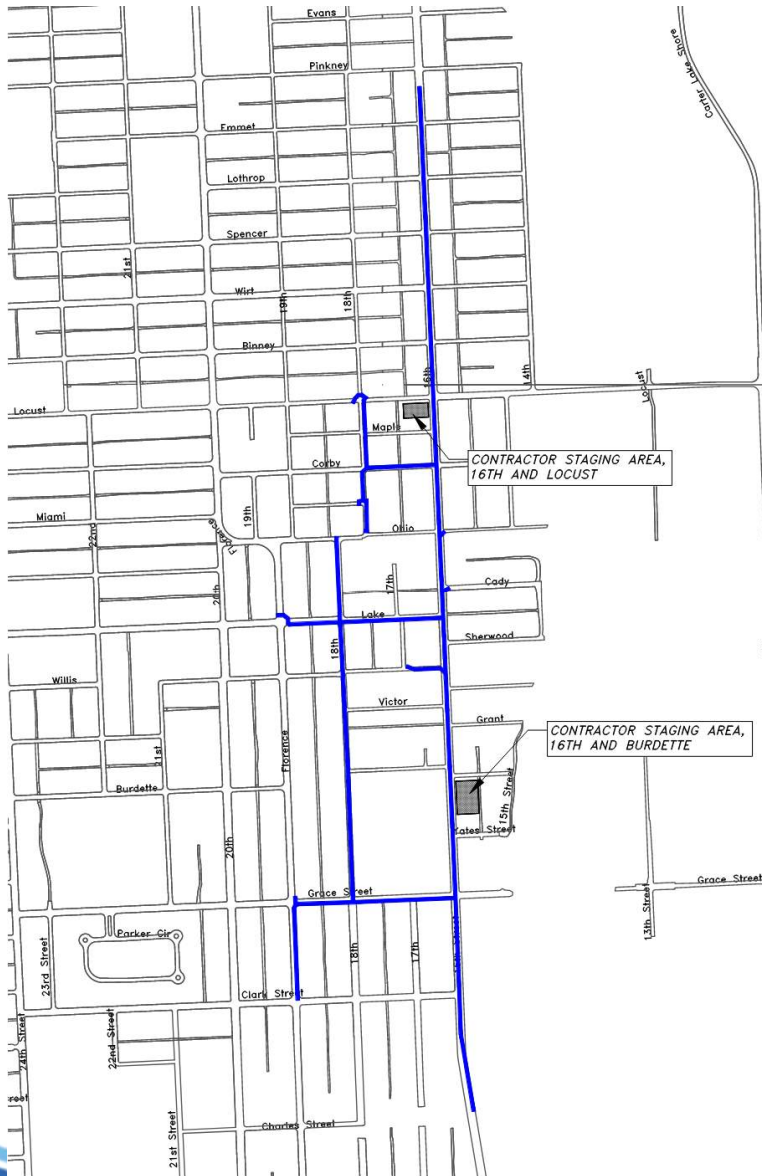 Evans
Pinkney
Carter Lake Shore
Emmet
Lothrop
Spencer
21st
Wirt
19th
18th
Binney
16th
14th
Locust
Locust
Maple
Corby
CONTRACTOR STAGING AREA,
16TH AND LOCUST
Miami
22nd
19th
Florence
Ohio
20th
17th
Cady
Lake
Sherwood
18th
Willis
Victor
Grant
CONTRACTOR STAGING AREA,
16TH AND BURDETTE
21st
Florence
Burdette
15th Street
Yates Street
20th
Grace Street
Grace Street
13th Street
Parker Cir
18th
17th
16th Street
23rd Street
Clark Street
24th Street
22nd Street
Charles Street
21st Street